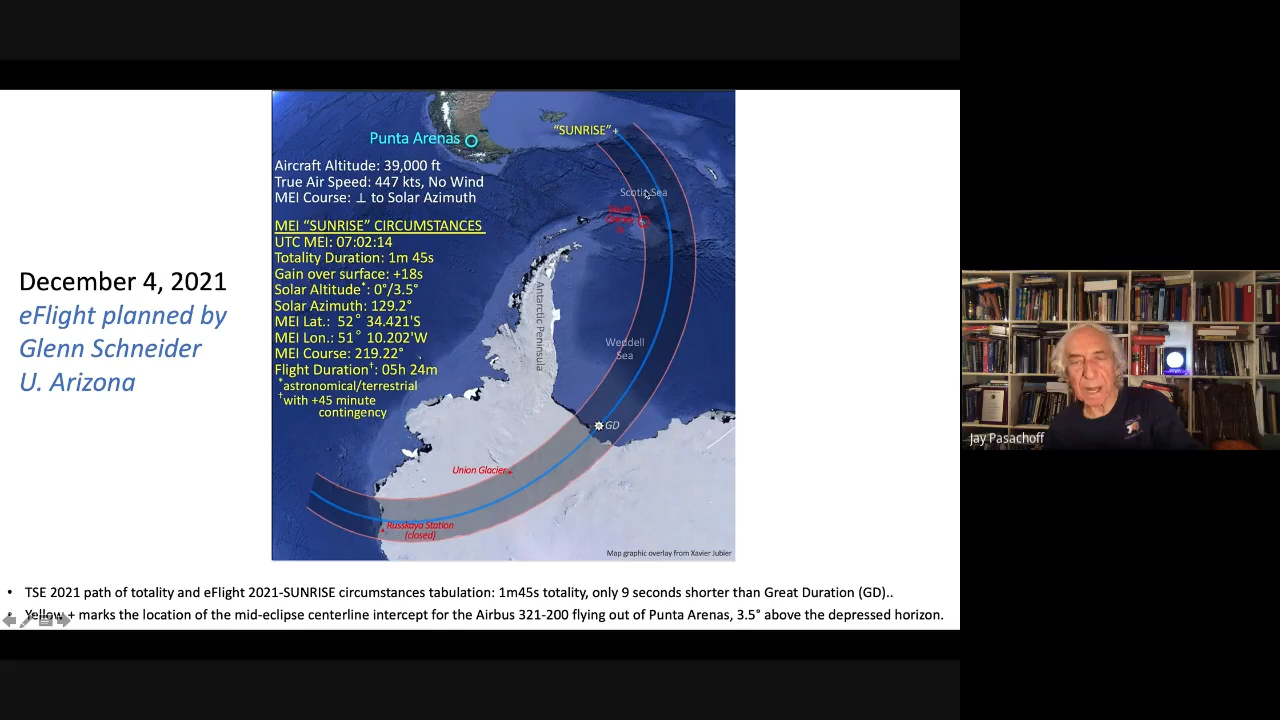 Punta Arenas
"SUNRISE"+
Aircraft Altitude: 39,000 ft
True Air Speed: 447 kts, No Wind
MEI Course: ⊥ to Solar Azimuth
Scotia Sea
MEI "SUNRISE" CIRCUMSTANCES
UTC MEI: 07:02:14
Totality Duration: 1m 45s
Gain over surface: +18s
Solar Altitude*: 0°/3.5°
Solar Azimuth: 129.2°
MEI Lat.: 52° 34.421'S
MEI Lon.: 51° 10.202'W
MEI Course: 219.22°
Flight Duration†: 05h 24m
*astronomical/terrestrial
†with +45 minute
contingency
December 4, 2021
eFlight planned by
Glenn Schneider
U. Arizona
Antarctic Peninsula
Weddell
Sea
GD
Union Glacier
Russkaya Station
(closed)
Map graphic overlay from Xavier Jubier
Jay Pasachoff
• TSE 2021 path of totality and eFlight 2021-SUNRISE circumstances tabulation: 1m45s totality, only 9 seconds shorter than Great Duration (GD)..
• Yellow + marks the location of the mid-eclipse centerline intercept for the Airbus 321-200 flying out of Punta Arenas, 3.5° above the depressed horizon.